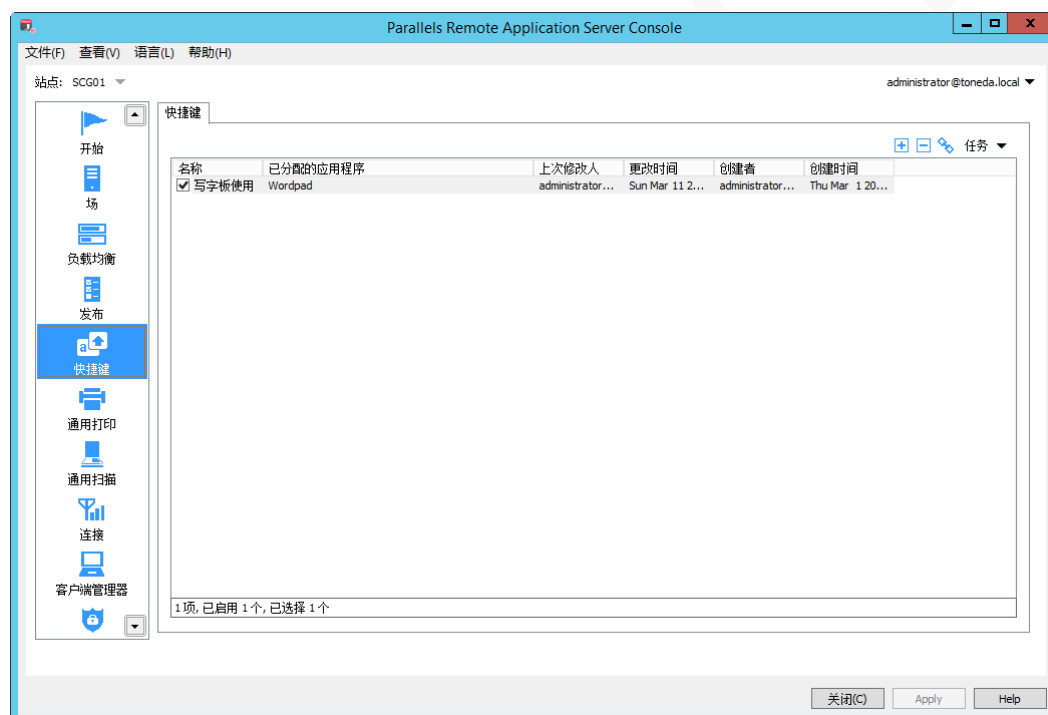 Parallels Remote Application Server Console
文件(F) 查看(V) 语言(L) 帮助(H)
站点: SCG01
administrator@toneda.local
开始
场
负载均衡
发布
快捷键
通用打印
通用扫描
连接
客户端管理器
快捷键
任务
名称 已分配的应用程序 上次修改人 更改时间 创建者 创建时间
写字板使用 Wordpad administrator... Sun Mar 11 2... administrator... Thu Mar 1 20...
1项, 已启用 1个, 已选择 1个
关闭(C) Apply Help